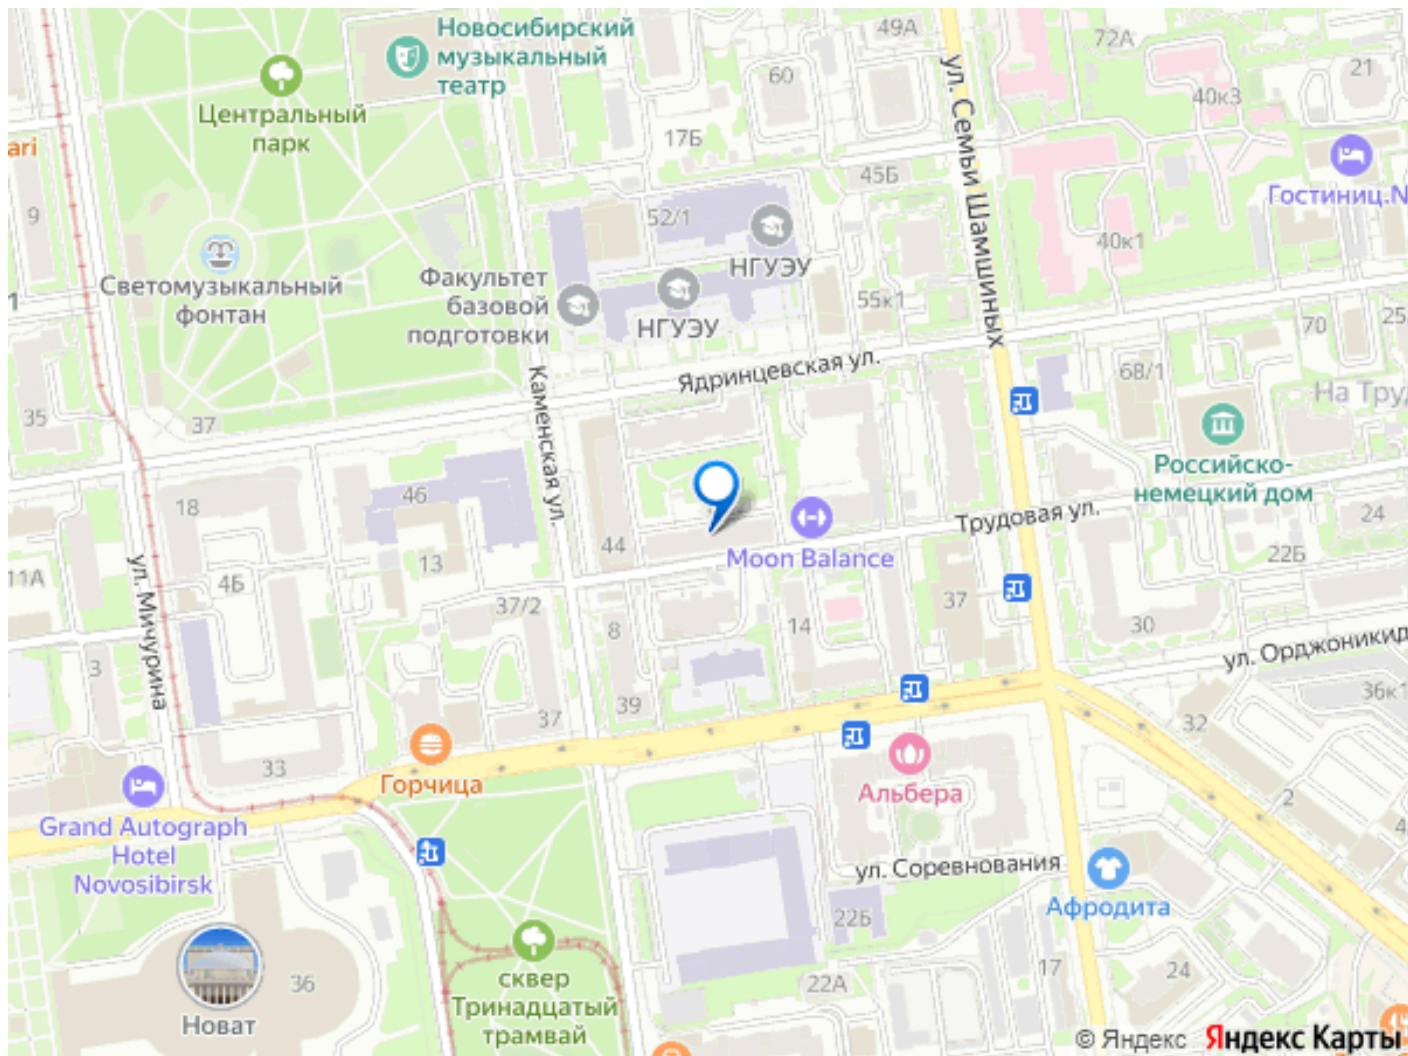 Новосибирский
музыкальный
театр
49А
72А
60
21
40к3
Центральный
парк
17Б
ari
ул. Семьи Шамшиных
45Б
Гостиниц.N
9
52/1
40к1
НГУЭУ
Светомузыкальный
фонтан
Факультет
базовой
подготовки
55к1
НГУЭУ
1
70
25
Ядринцевская ул.
68/1
На Труд
35
37
Каменская ул.
Российско-
немецкий дом
18
46
Трудовая ул.
24
44
Moon Balance
22Б
11А
4Б
13
ул. Мичурина
37/2
37
8
14
30
ул. Орджоникид
3
36к1
39
37
32
33
Горчица
Альбера
2
Grand Autograph
Hotel
Novosibirsk
4
ул. Соревнования
Афродита
22Б
36
сквер
Тринадцатый
трамвай
17
24
22А
Новат
© Яндекс Яндекс Карты